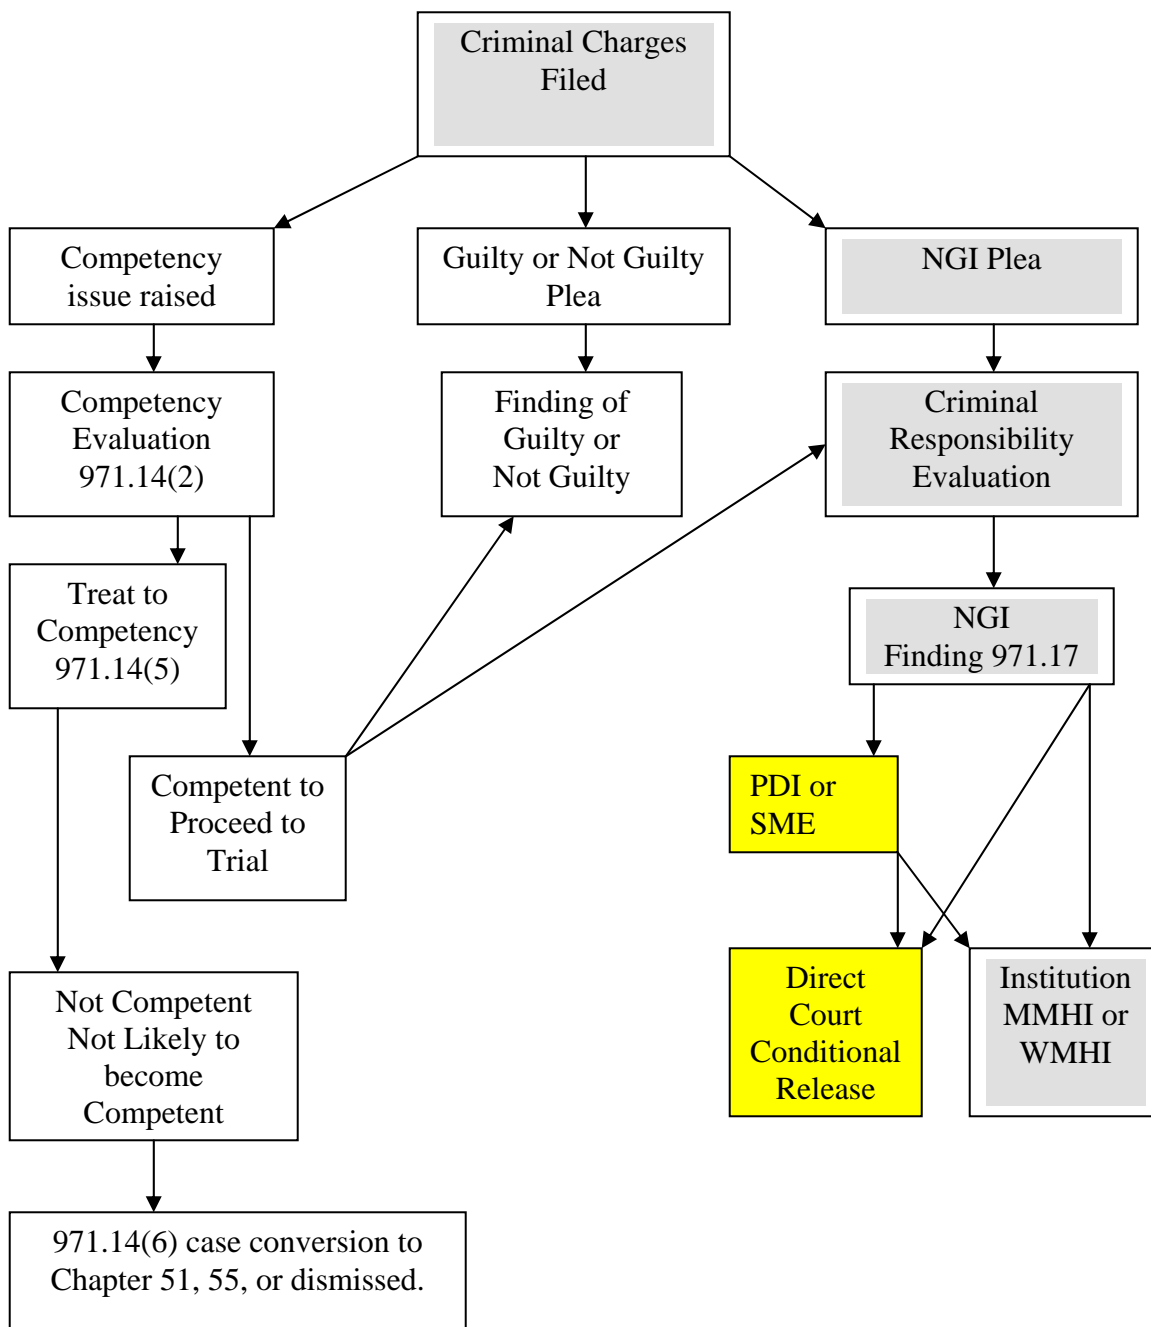 Criminal Charges
Filed
Competency
issue raised
Guilty or Not Guilty
Plea
NGI Plea
Competency
Evaluation
971.14(2)
Finding of
Guilty or
Not Guilty
Criminal
Responsibility
Evaluation
Treat to
Competency
971.14(5)
NGI
Finding 971.17
Competent to
Proceed to
Trial
PDI or
SME
Not Competent
Not Likely to
become
Competent
Direct
Court
Conditional
Release
Institution
MMHI or
WMHI
971.14(6) case conversion to
Chapter 51, 55, or dismissed.